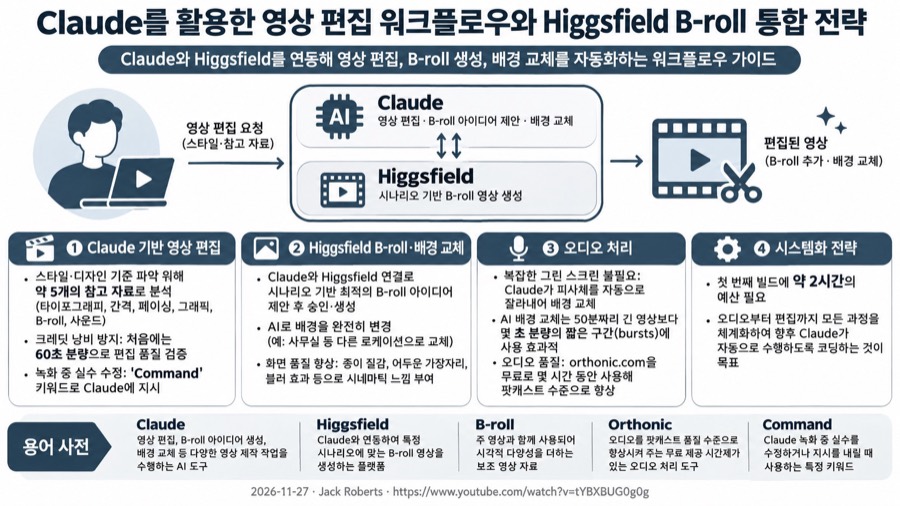 Claude를 활용한 영상 편집 워크플로우와 Higgsfield B-roll 통합 전략
Claude와 Higgsfield를 연동해 영상 편집, B-roll 생성, 배경 교체를 자동화하는 워크플로우 가이드
영상 편집 요청
(스타일·참고 자료)
AI
Claude
영상 편집 · B-roll 아이디어 제안 · 배경 교체
Higgsfield
시나리오 기반 B-roll 영상 생성
편집된 영상
(B-roll 추가 · 배경 교체)
1 Claude 기반 영상 편집
• 스타일·디자인 기준 파악 위해
약 5개의 참고 자료로 분석
(타이포그래피, 간격, 페이싱, 그래픽,
B-roll, 사운드)
• 크레딧 낭비 방지: 처음에는
60초 분량으로 편집 품질 검증
• 녹화 중 실수 수정: 'Command'
키워드로 Claude에 지시
2 Higgsfield B-roll·배경 교체
• Claude와 Higgsfield 연결로
시나리오 기반 최적의 B-roll 아이디어
제안 후 승인·생성
• AI로 배경을 완전히 변경
(예: 사무실 등 다른 로케이션으로 교체)
• 화면 품질 향상: 종이 질감, 어두운 가장자리,
블러 효과 등으로 시네마틱 느낌 부여
3 오디오 처리
• 복잡한 그린 스크린 불필요:
Claude가 피사체를 자동으로
잘라내어 배경 교체
• AI 배경 교체는 50분짜리 긴 영상보다
몇 초 분량의 짧은 구간(bursts)에
사용 효과적
• 오디오 품질: orthonic.com을
무료로 몇 시간 동안 사용해
팟캐스트 수준으로 향상
4 시스템화 전략
• 첫 번째 빌드에 약 2시간의
예산 필요
• 오디오부터 편집까지 모든 과정을
체계화하여 향후 Claude가
자동으로 수행하도록 코딩하는 것이
목표
용어 사전
Claude
영상 편집, B-roll 아이디어 생성,
배경 교체 등 다양한 영상 제작 작업을
수행하는 AI 도구
Higgsfield
Claude와 연동하여 특정
시나리오에 맞는 B-roll 영상을
생성하는 플랫폼
B-roll
주 영상과 함께 사용되어
시각적 다양성을 더하는
보조 영상 자료
Orthonic
오디오를 팟캐스트 품질 수준으로
향상시켜 주는 무료 제공 시간제가
있는 오디오 처리 도구
Command
Claude 녹화 중 실수를
수정하거나 지시를 내릴 때
사용하는 특정 키워드
2026-11-27 · Jack Roberts · https://www.youtube.com/watch?v=tYBXBUG0g0g